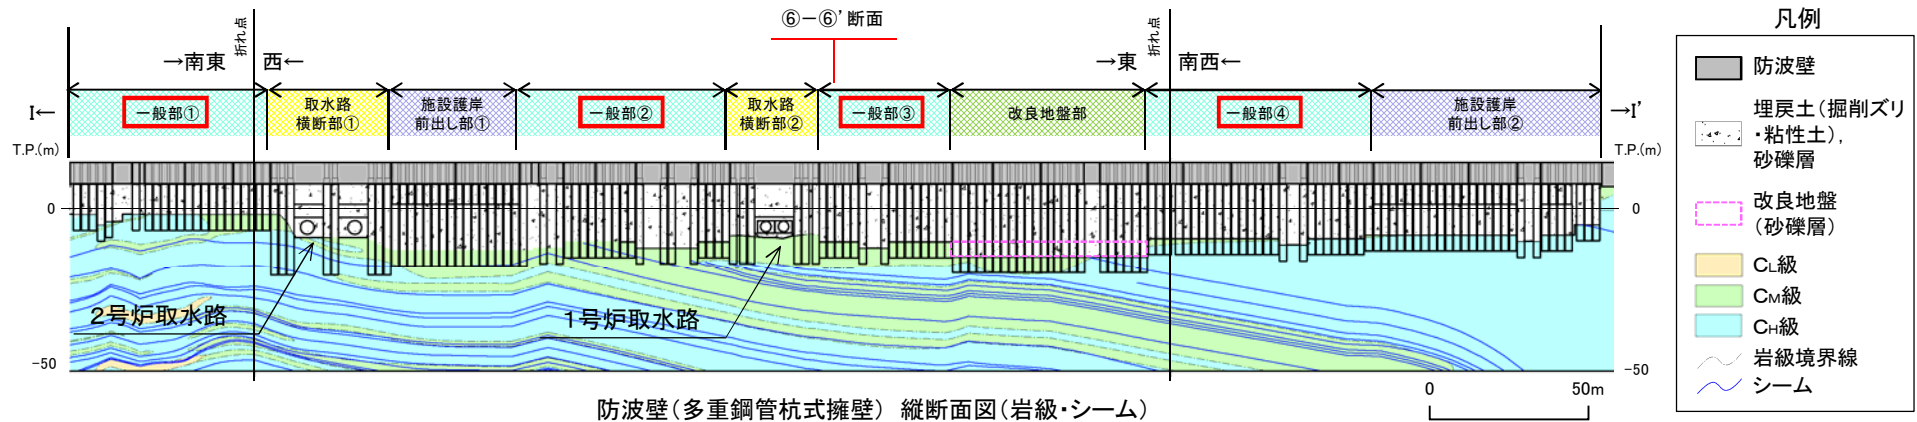 ⑥－⑥’断面
折れ点
→南東
西←
→東
折れ点
南西←
I←
一般部①
取水路
横断部①
施設護岸
前出し部①
一般部②
取水路
横断部②
一般部③
改良地盤部
一般部④
施設護岸
前出し部②
→I’
T.P.(m)
T.P.(m)
0
0
2号炉取水路
1号炉取水路
-50
-50
0
50m
防波壁（多重鋼管杭式擁壁） 縦断面図（岩級・シーム）
凡例
防波壁
埋戻土（掘削ズリ
・粘性土），
砂礫層
改良地盤
（砂礫層）
CL級
CM級
CH級
岩級境界線
シーム